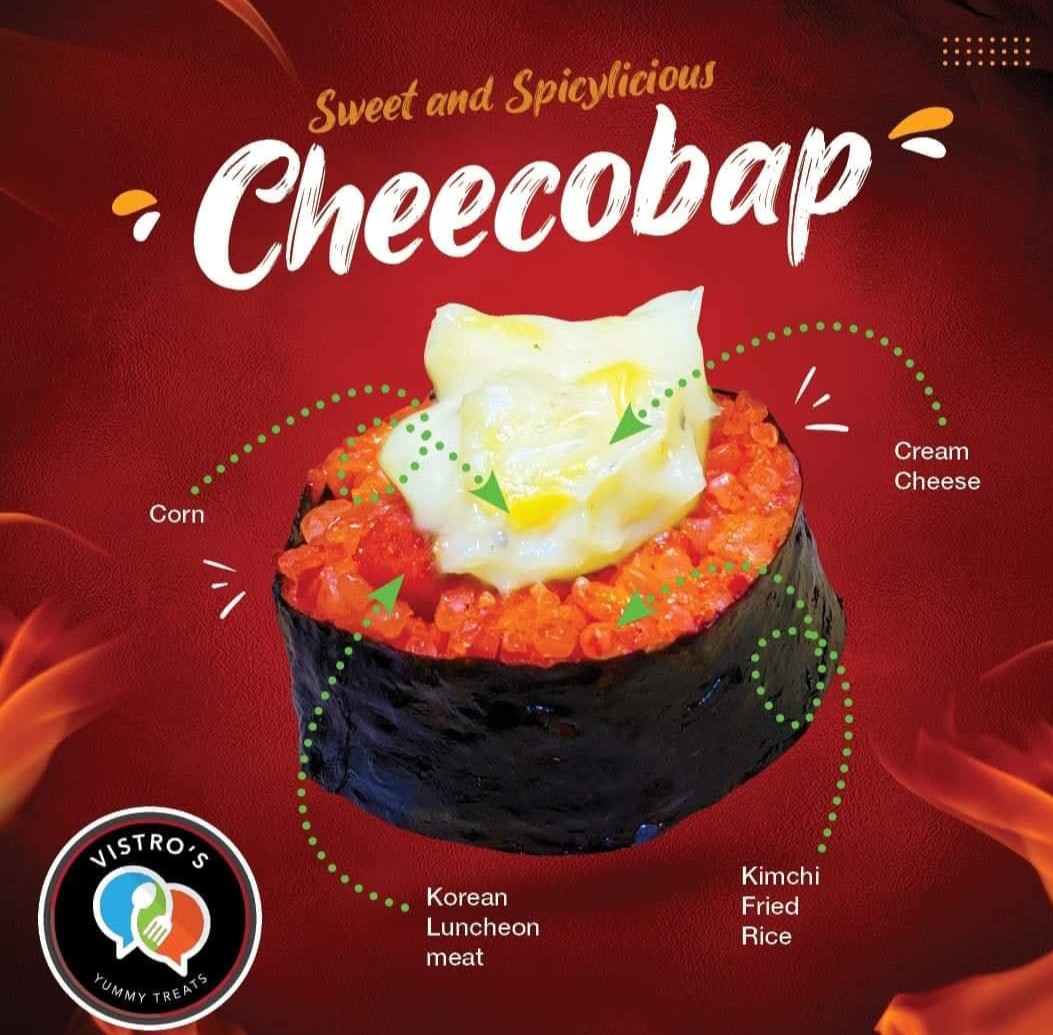 Sweet and Spicylicious
Cheecobap
Cream
Cheese
Corn
Korean
Luncheon
meat
Kimchi
Fried
Rice
VISTRO'S
YUMMY TREATS